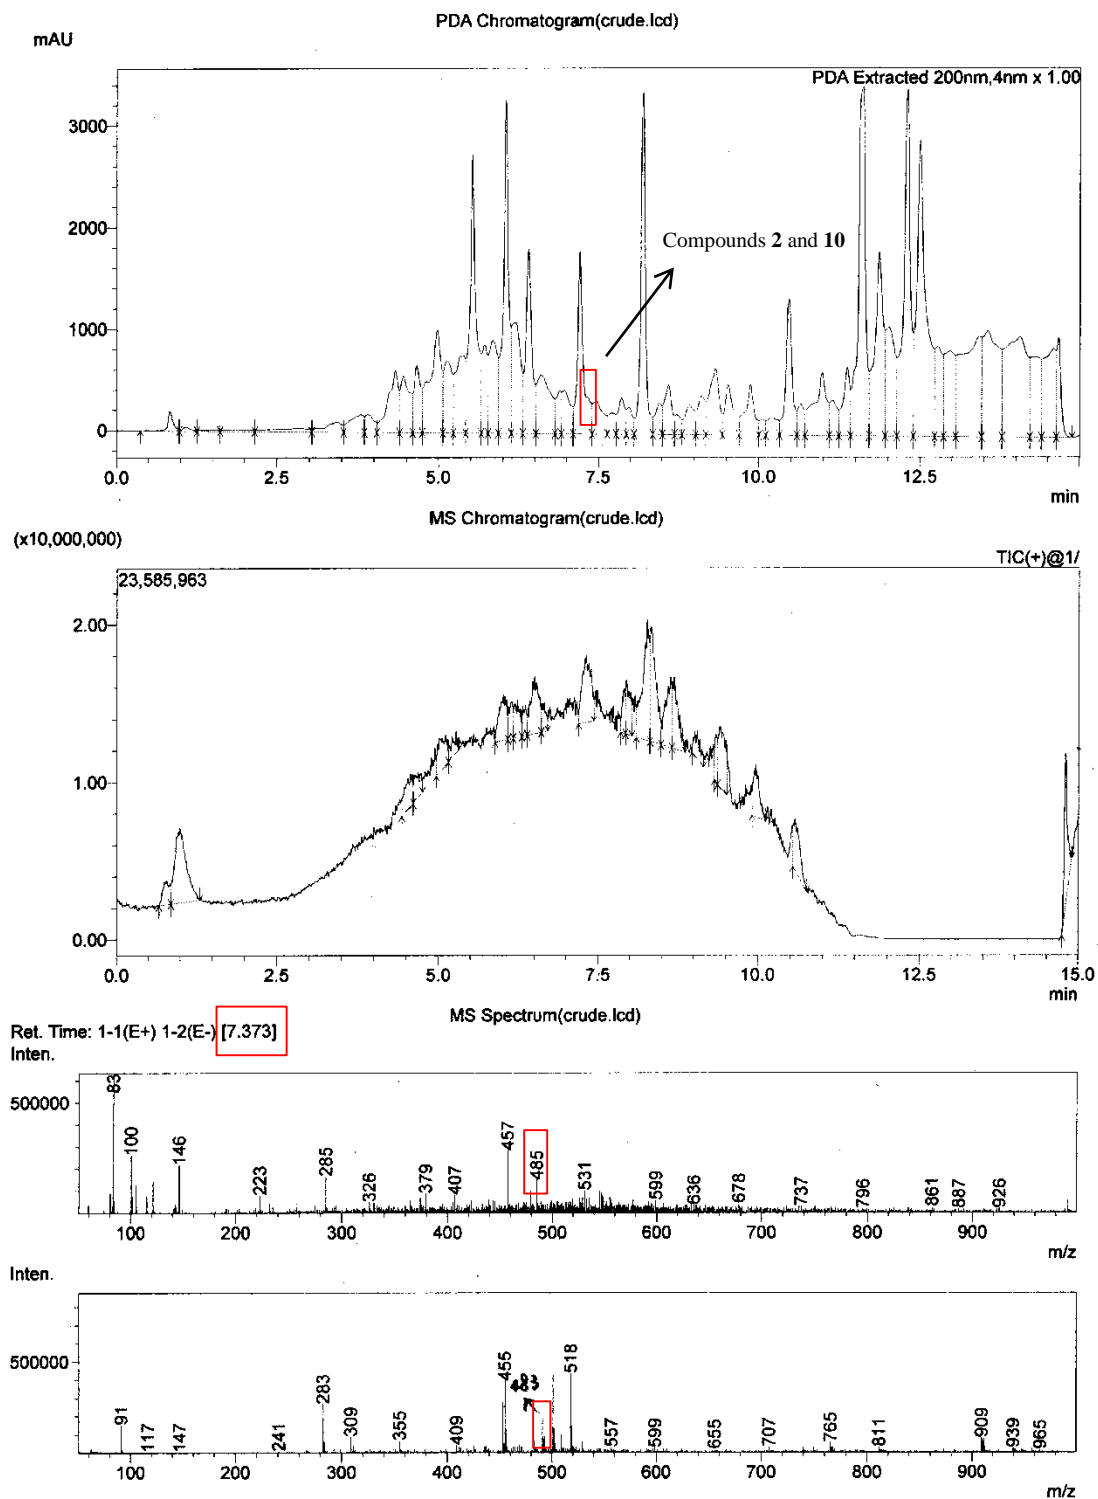 PDA Chromatogram(crude.lcd)
mAU
PDA Extracted 200nm,4nm x 1.00
3000
2000
1000
0
Compounds 2 and 10
0.0 2.5 5.0 7.5 10.0 12.5
min
MS Chromatogram(crude.lcd)
(x10,000,000)
TIC(+)@1/
23,585,963
2.00
1.00
0.00
0.0 2.5 5.0 7.5 10.0 12.5 15.0
min
MS Spectrum(crude.lcd)
Ret. Time: 1-1(E+) 1-2(E-) [7.373]
Inten.
500000
83 100 146 223 285 326 379 407 457 485 531 599 636 678 737 796 861 887 926
100 200 300 400 500 600 700 800 900
m/z
Inten.
500000
91 117 147 241 283 309 355 409 455 518 557 599 655 707 765 811 909 939 965
100 200 300 400 500 600 700 800 900
m/z